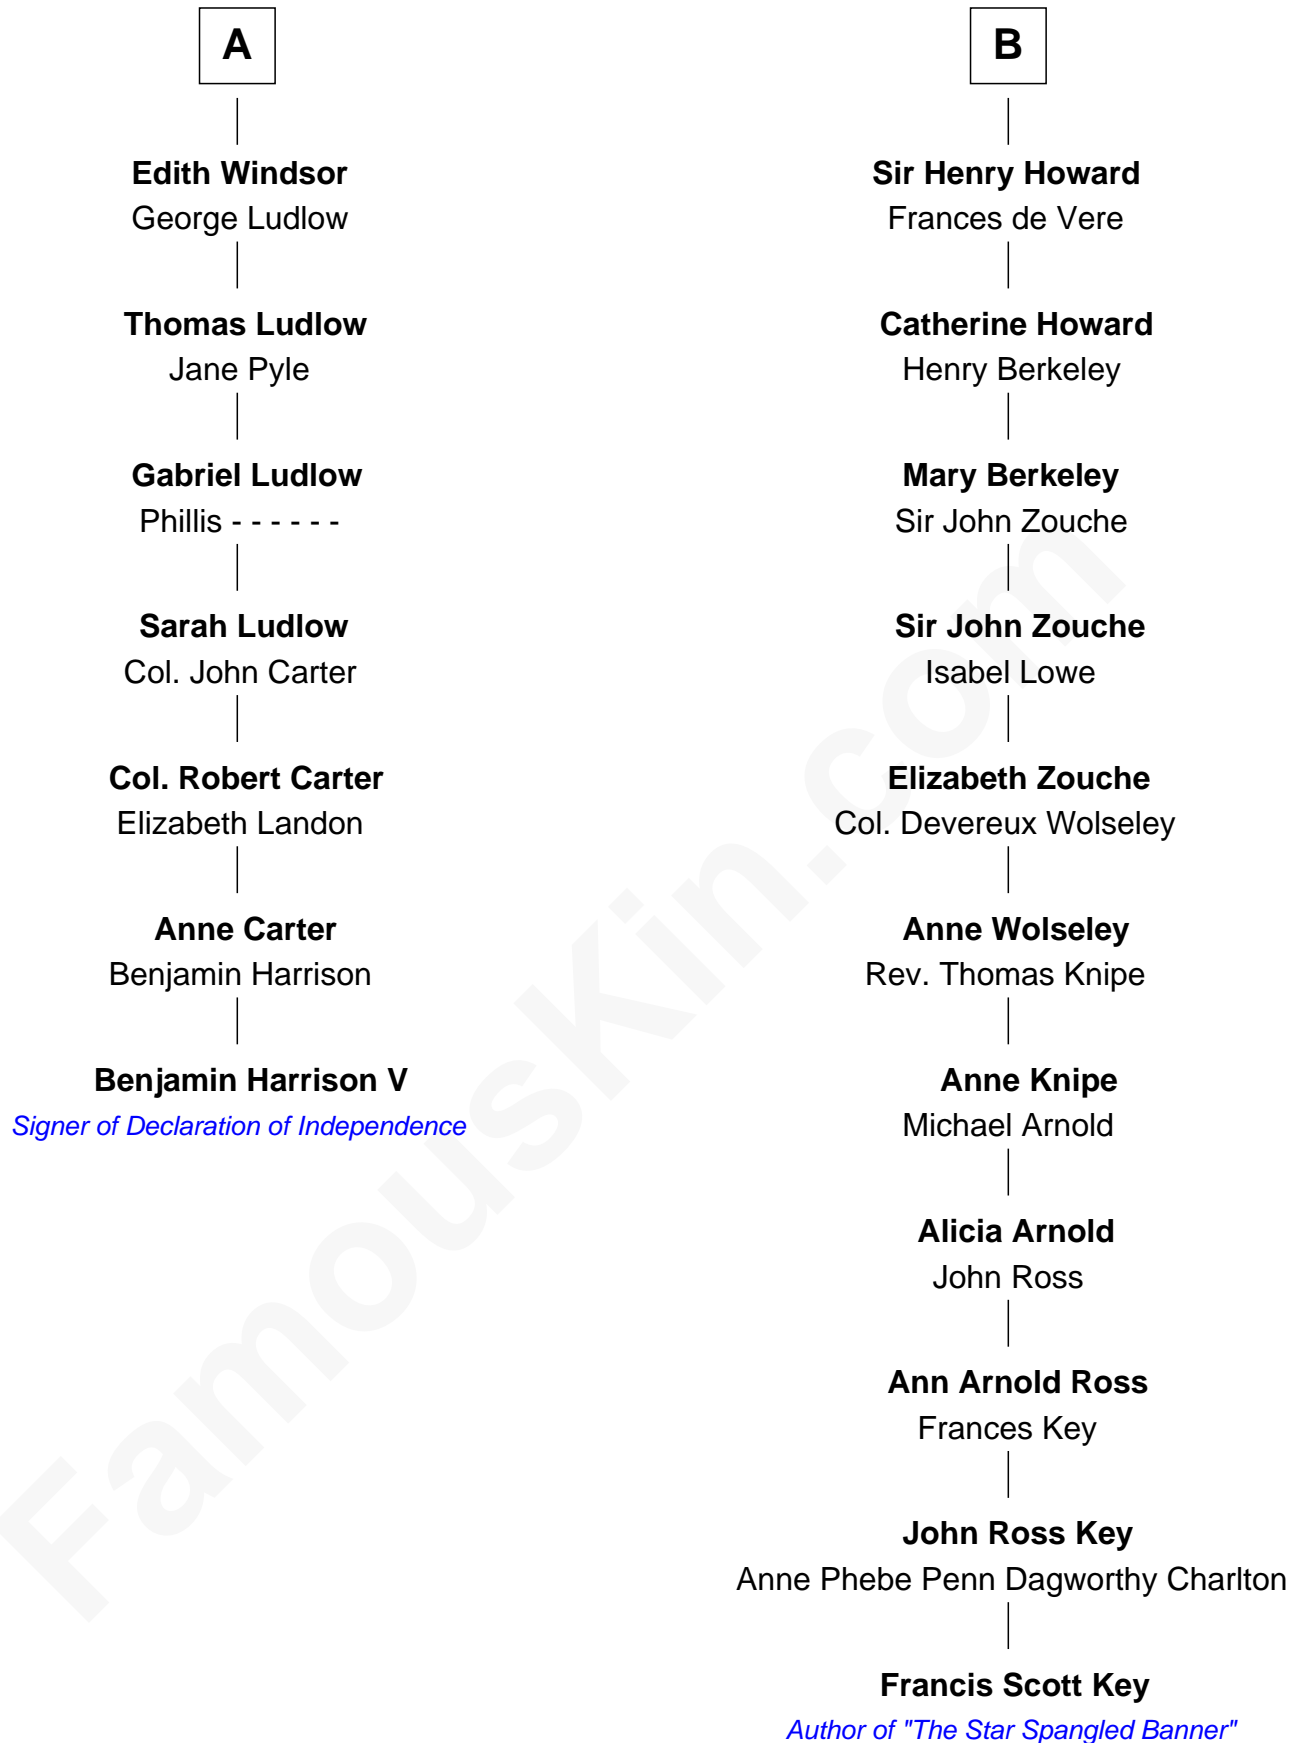 A
Edith Windsor
George Ludlow
Thomas Ludlow
Jane Pyle
Gabriel Ludlow
Phillis - - - - - -
Sarah Ludlow
Col. John Carter
Col. Robert Carter
Elizabeth Landon
Anne Carter
Benjamin Harrison
Benjamin Harrison V
Signer of Declaration of Independence
B
Sir Henry Howard
Frances de Vere
Catherine Howard
Henry Berkeley
Mary Berkeley
Sir John Zouche
Sir John Zouche
Isabel Lowe
Elizabeth Zouche
Col. Devereux Wolseley
Anne Wolseley
Rev. Thomas Knipe
Anne Knipe
Michael Arnold
Alicia Arnold
John Ross
Ann Arnold Ross
Frances Key
John Ross Key
Anne Phebe Penn Dagworthy Charlton
Francis Scott Key
Author of "The Star Spangled Banner"
FamousKin.com